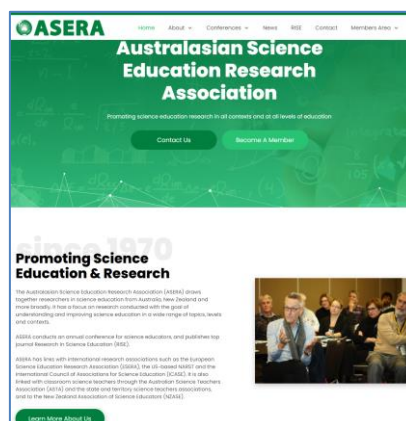 ASERA
Home About Conferences News RISE Contact Members Area
Australasian Science
Education Research
Association
Promoting science education research in all contexts and at all levels of education
Contact Us Become A Member
since 1970
Promoting Science
Education & Research
The Australasian Science Education Research Association (ASERA) draws
together researchers in science education from Australia, New Zealand and
more broadly. It has a focus on research conducted with the goal of
understanding and improving science education in a wide range of topics, levels
and contexts.
ASERA conducts an annual conference for science educators, and publishes top
journal Research in Science Education (RISE).
ASERA has links with international research associations such as the European
Science Education Research Association (ESERA), the US-based NARST and the
International Council of Associations for Science Education (ICASE). It is also
linked with classroom science teachers through the Australian Science Teachers
Association (ASTA) and the state and territory science teachers associations,
and to the New Zealand Association of Science Educators (NZASE).
Learn More About Us